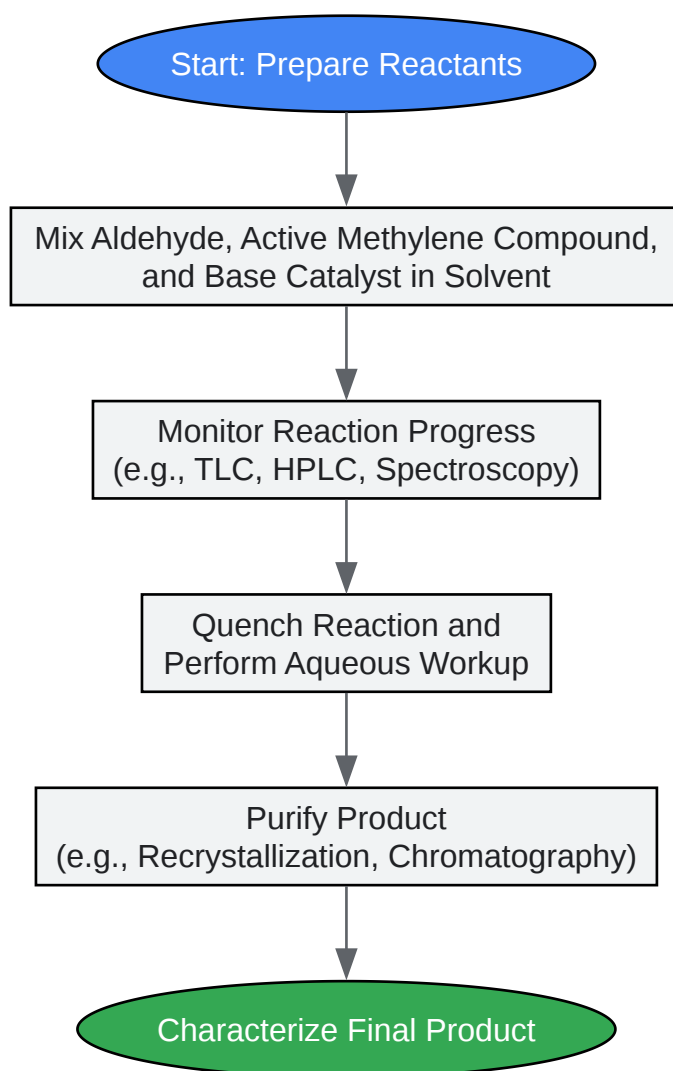 Start: Prepare Reactants
Mix Aldehyde, Active Methylene Compound,
and Base Catalyst in Solvent
Monitor Reaction Progress
(e.g., TLC, HPLC, Spectroscopy)
Quench Reaction and
Perform Aqueous Workup
Purify Product
(e.g., Recrystallization, Chromatography)
Characterize Final Product